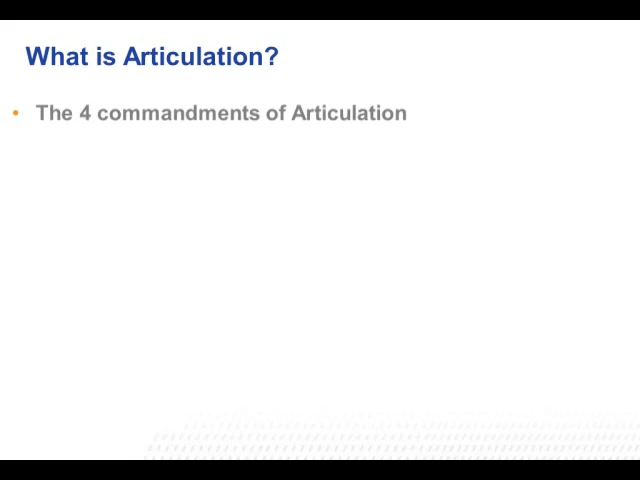 What is Articulation?
• The 4 commandments of Articulation